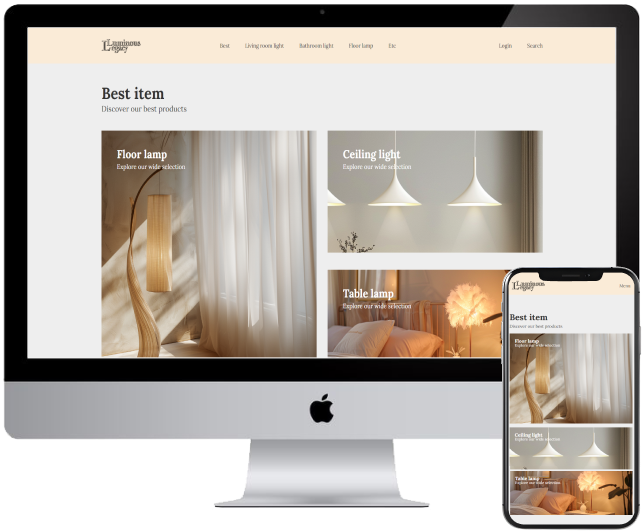 Luminous
Legacy
Best Living room light Bathroom light Floor lamp Etc Login Search
Best item
Discover our best products
Floor lamp
Explore our wide selection
Ceiling light
Explore our wide selection
Table lamp
Explore our wide selection
Luminous
Legacy
Menu
Best item
Discover our best products
Floor lamp
Explore our wide selection
Ceiling light
Explore our wide selection
Table lamp
Explore our wide selection